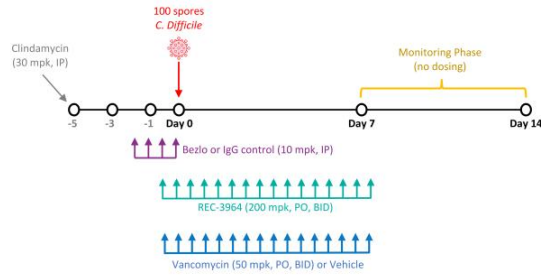 100 spores
C. Difficile
Clindamycin
(30 mpk, IP)
Monitoring Phase
(no dosing)
-5 -3 -1 Day 0 Day 7 Day 14
Bezlo or IgG control (10 mpk, IP)
REC-3964 (200 mpk, PO, BID)
Vancomycin (50 mpk, PO, BID) or Vehicle